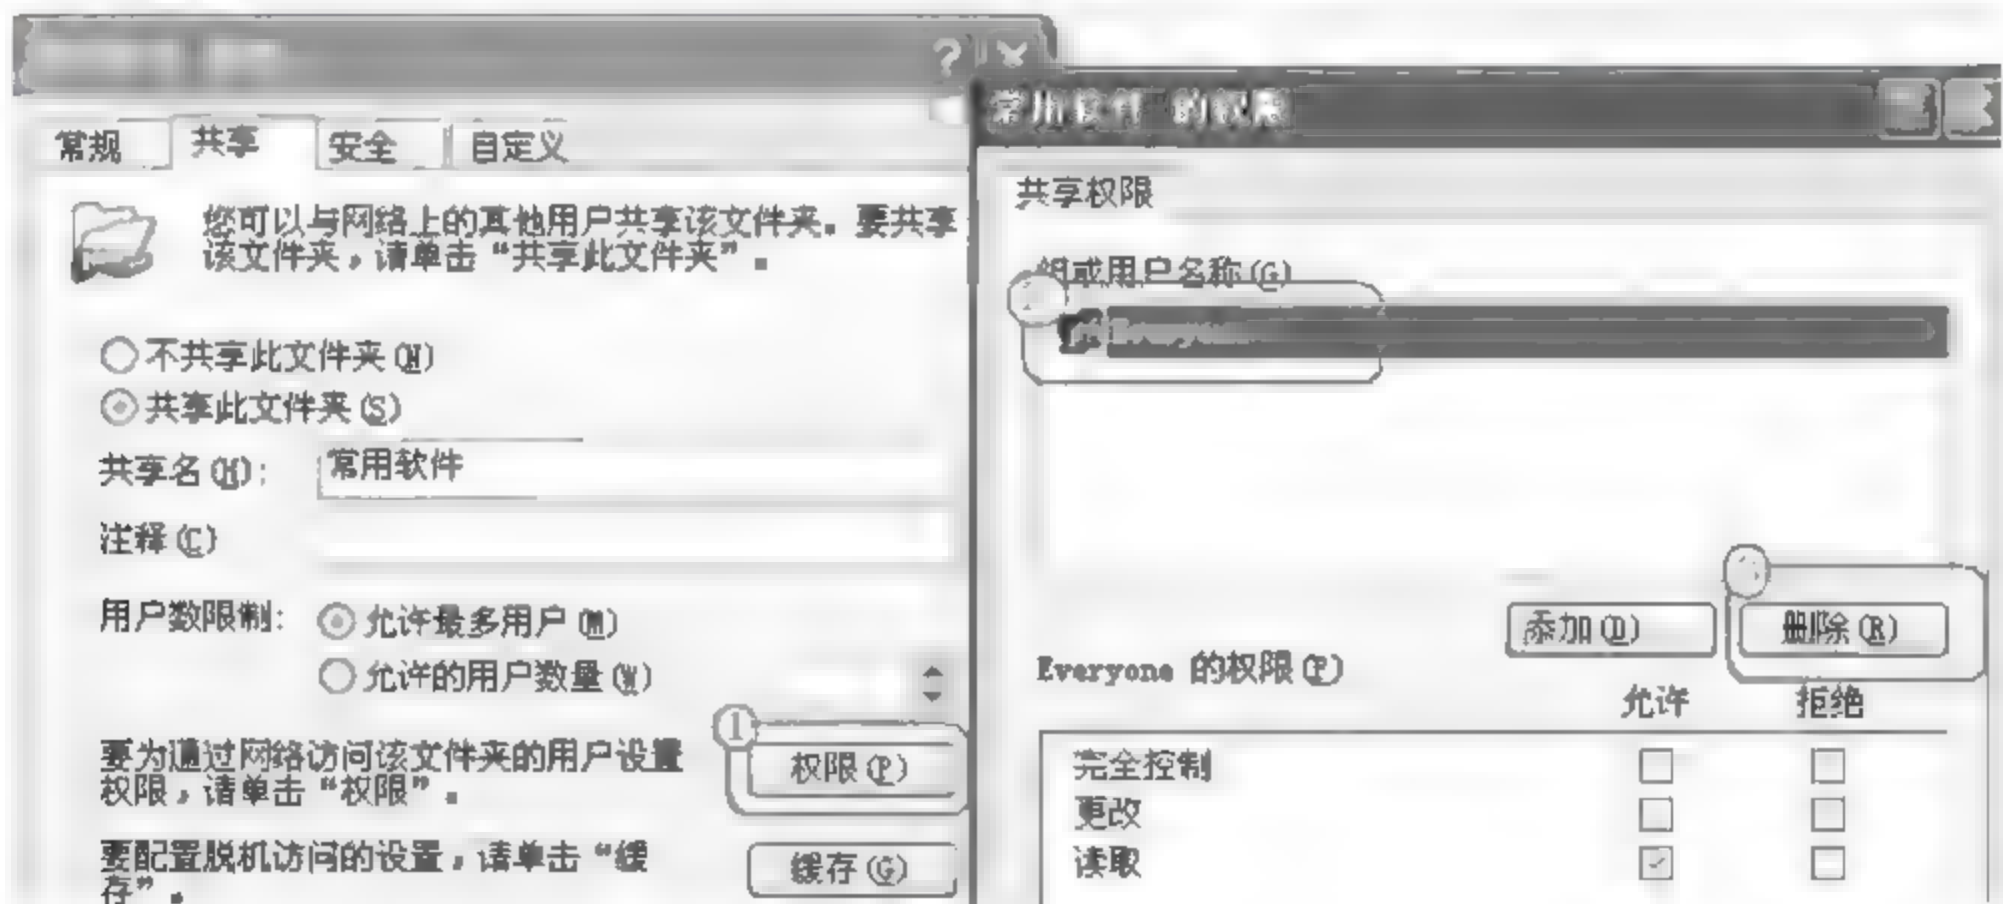 常规 共享 安全 自定义
您可以与网络上的其他用户共享该文件夹。要共享
该文件夹，请单击“共享此文件夹”。
不共享此文件夹(N)
共享此文件夹(S)
共享名(H):
常用软件
注释(C)
用户数限制:
允许最多用户(M)
允许的用户数量(W)
要为通过网络访问该文件夹的用户设置
权限，请单击“权限”。
1
权限(P)
要配置脱机访问的设置，请单击“缓
存”。
缓存(G)
常用软件 的权限
共享权限
组或用户名称(G)
添加(D)
删除(R)
Everyone 的权限(P)
允许 拒绝
完全控制
更改
读取